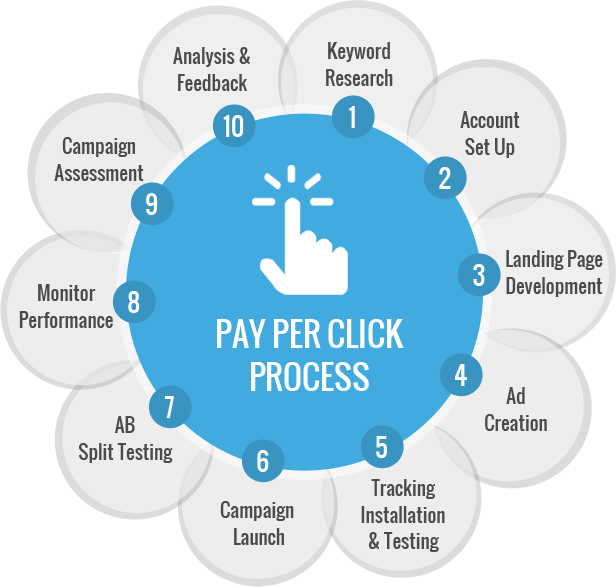 PAY PER CLICK
PROCESS
1
Keyword
Research
2
Account
Set Up
3
Landing Page
Development
4
Ad
Creation
5
Tracking
Installation
& Testing
6
Campaign
Launch
7
AB
Split Testing
8
Monitor
Performance
9
Campaign
Assessment
10
Analysis &
Feedback